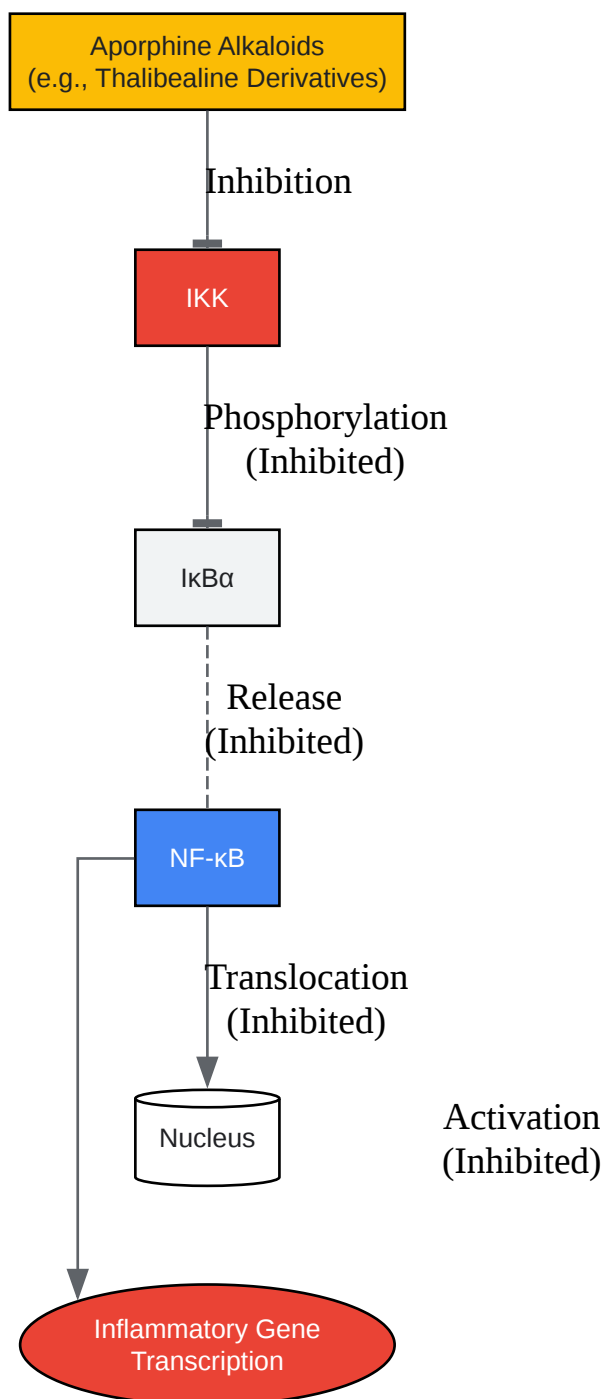 Aporphine Alkaloids
(e.g., Thalibealine Derivatives)
Inhibition
IKK
Phosphorylation
(Inhibited)
IκBα
Release
(Inhibited)
NF-κB
Translocation
(Inhibited)
Nucleus
Activation
(Inhibited)
Inflammatory Gene
Transcription